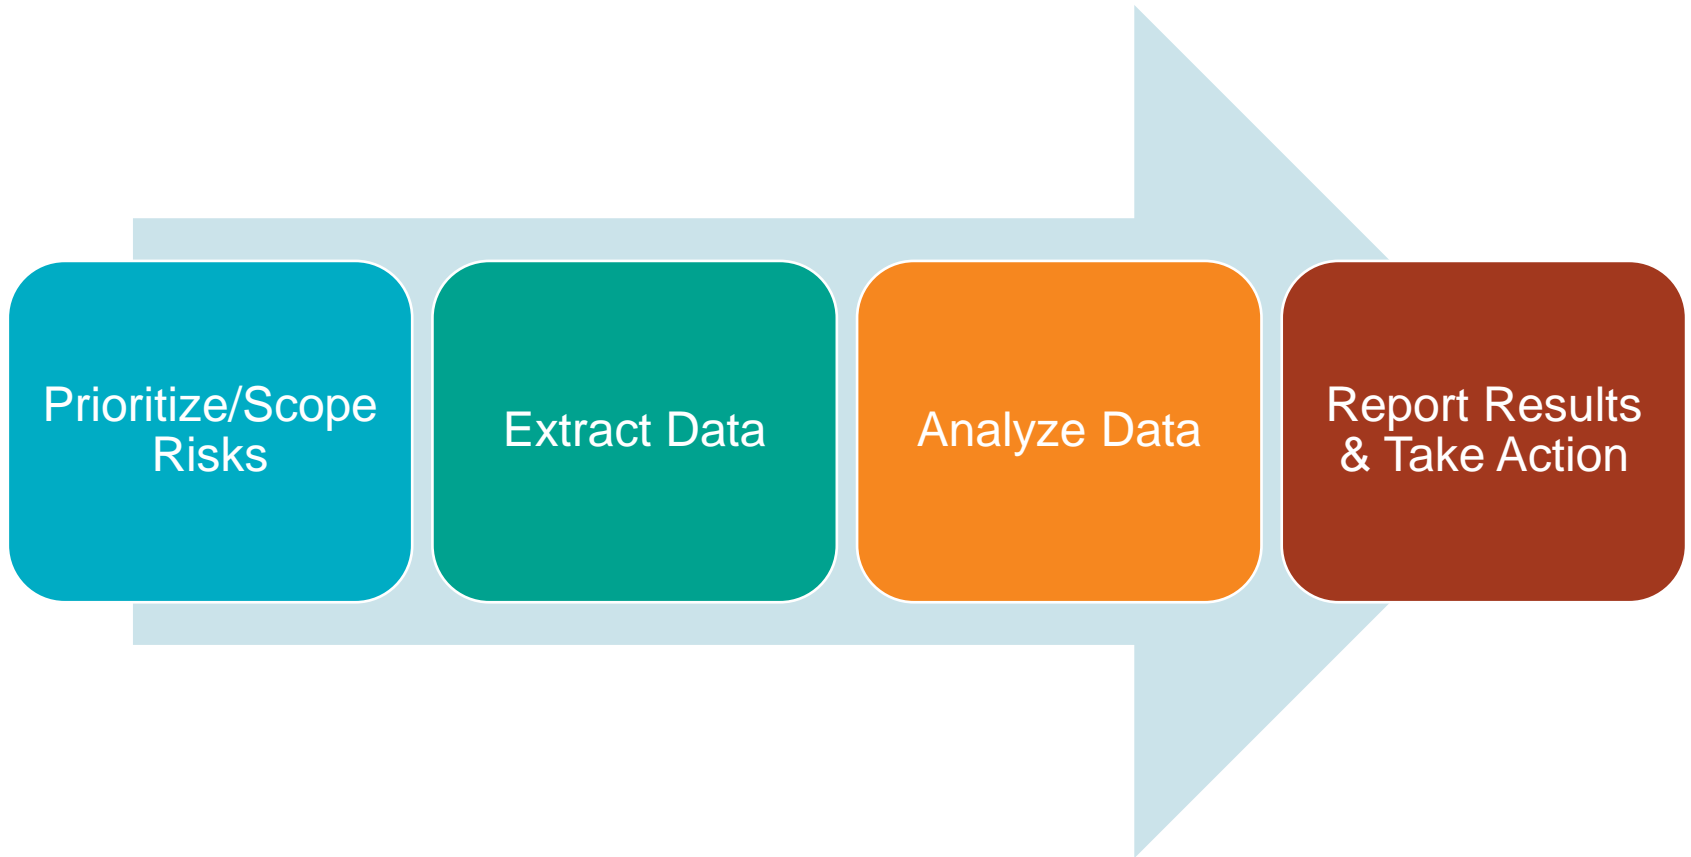 Prioritize/Scope
Risks
Extract Data
Analyze Data
Report Results
& Take Action